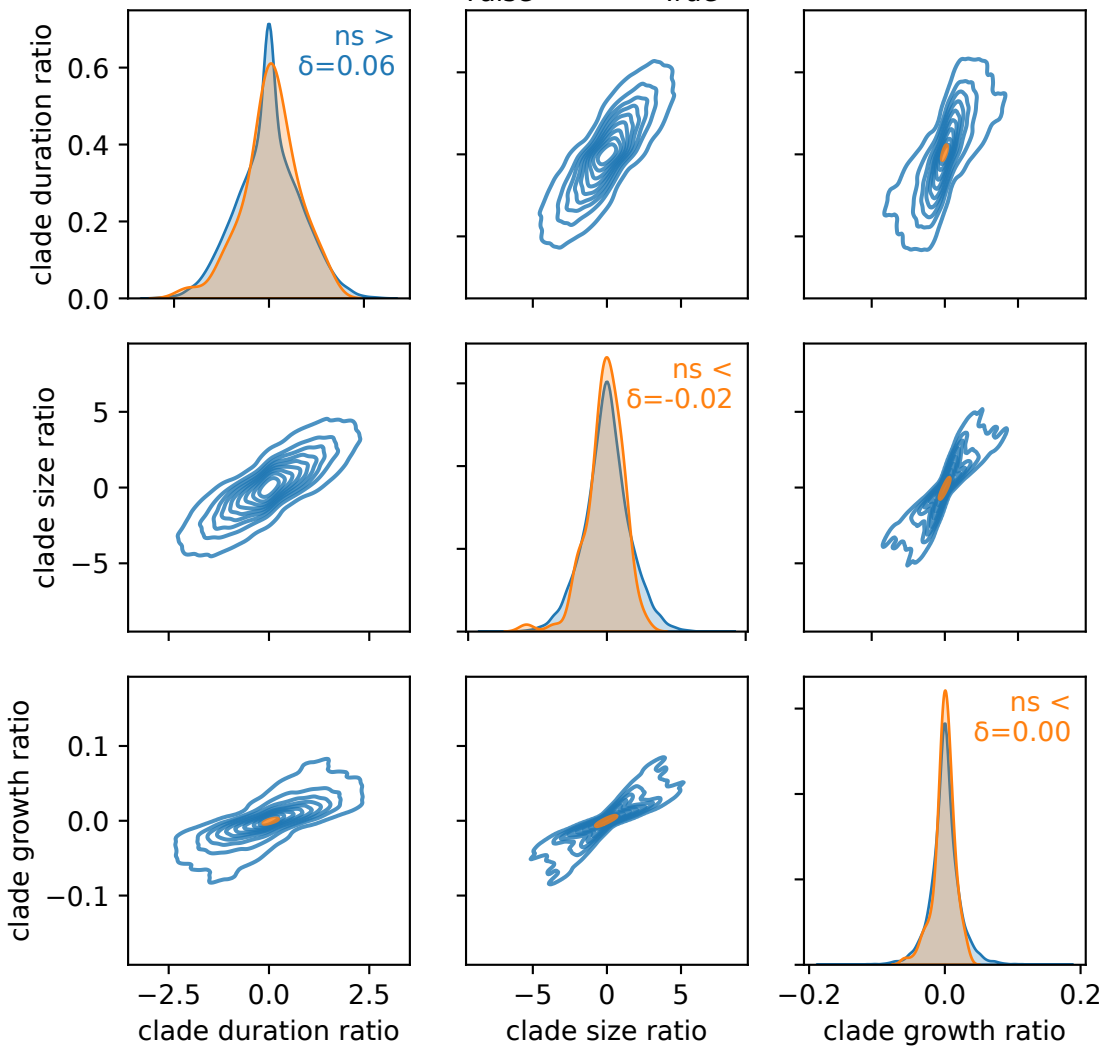 clade duration ratio
0.6
0.4
0.2
0.0
ns >
δ=0.06
clade size ratio
5
0
−5
ns <
δ=-0.02
clade growth ratio
0.1
0.0
−0.1
ns <
δ=0.00
−2.5 0.0 2.5
clade duration ratio
−5 0 5
clade size ratio
−0.2 0.0 0.2
clade growth ratio